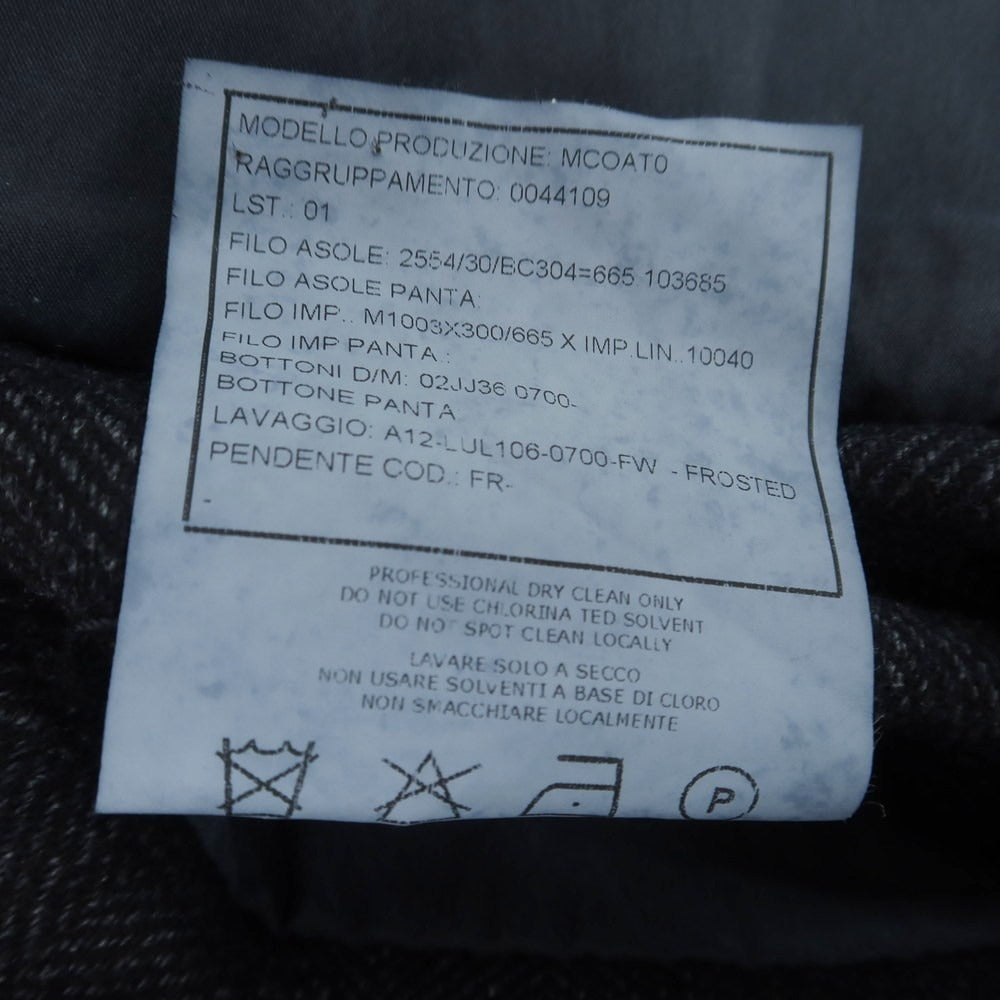 MODELLO PRODUZIONE: MCOAT0
RAGGRUPPAMENTO: 0044109
LST.: 01
FILO ASOLE: 2554/30/BC304=665 103685
FILO ASOLE PANTA:
FILO IMP.: M1003X300/665 X IMP.LIN.:10040
FILO IMP PANTA.:
BOTTONI D/M: 02JJ36 0700-
BOTTONE PANTA
LAVAGGIO: A12-LUL106-0700-FW - FROSTED
PENDENTE COD.: FR-
-
PROFESSIONAL DRY CLEAN ONLY
DO NOT USE CHLORINA TED SOLVENT
DO NOT SPOT CLEAN LOCALLY
LAVARE SOLO A SECCO
NON USARE SOLVENTI A BASE DI CLORO
NON SMACCHIARE LOCALMENTE
P